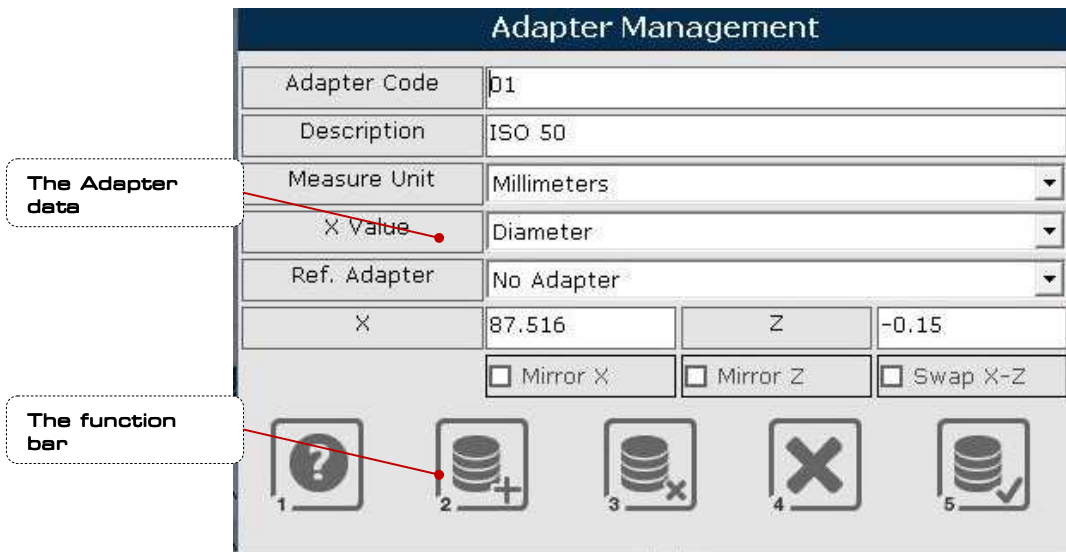 Adapter Management
Adapter Code 01
Description ISO 50
The Adapter
data
Measure Unit Millimeters
X Value Diameter
Ref. Adapter No Adapter
X 87.516 Z -0.15
Mirror X Mirror Z Swap X-Z
The function
bar
1 2 3 4 5